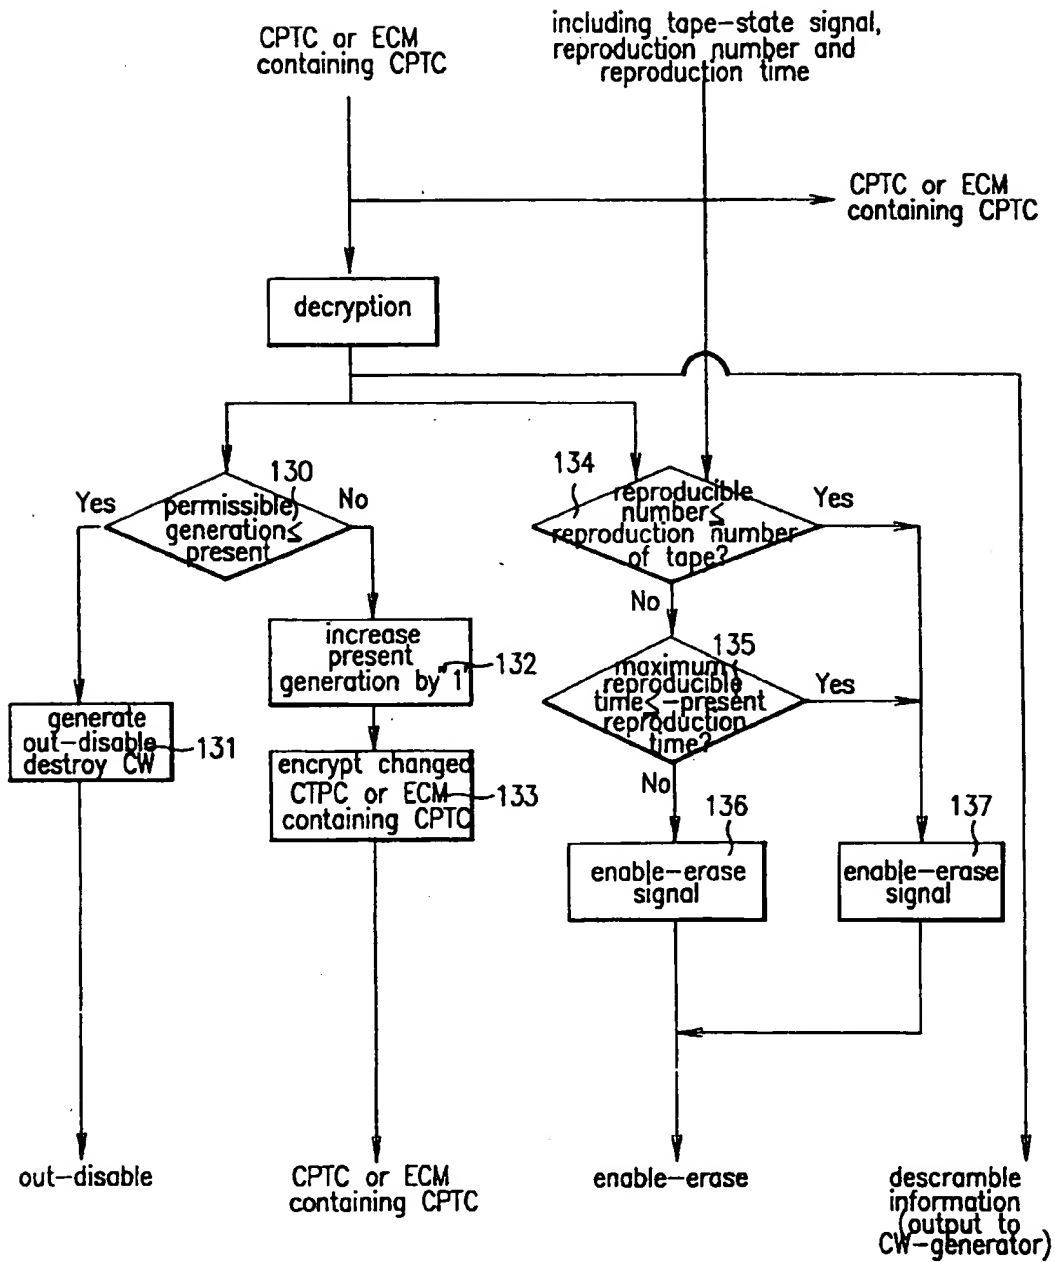 CPTC or ECM
containing CPTC
including tape-state signal,
reproduction number and
reproduction time
CPTC or ECM
containing CPTC
decryption
130
Yes
No
permissible
generation≤
present
134
Yes
reproducible
number≤
reproduction number
of tape?
No
increase
present
generation by "1"
132
135
maximum
reproducible
time≤-present
reproduction
time?
Yes
No
generate
out-disable
destroy CW
131
encrypt changed
CTPC or ECM
containing CPTC
133
136
137
enable-erase
signal
enable-erase
signal
out-disable
CPTC or ECM
containing CPTC
enable-erase
descramble
information
(output to
CW-generator)